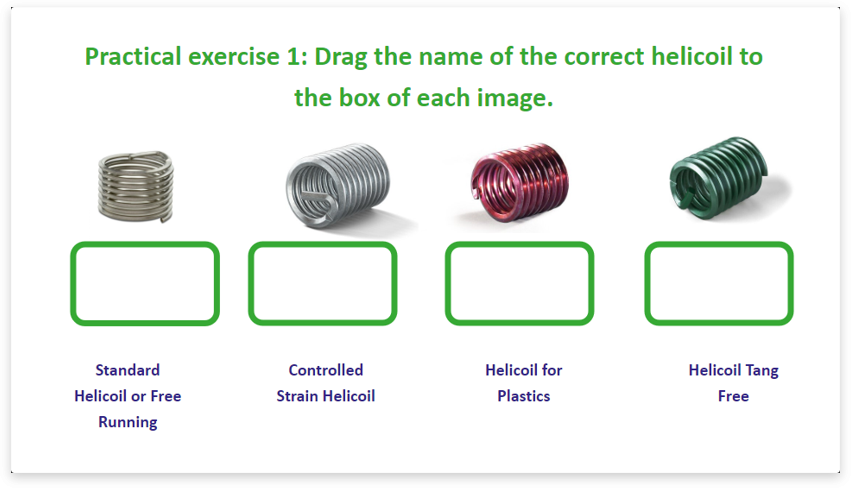 Practical exercise 1: Drag the name of the correct helicoil to
the box of each image.
Standard
Helicoil or Free
Running
Controlled
Strain Helicoil
Helicoil for
Plastics
Helicoil Tang
Free